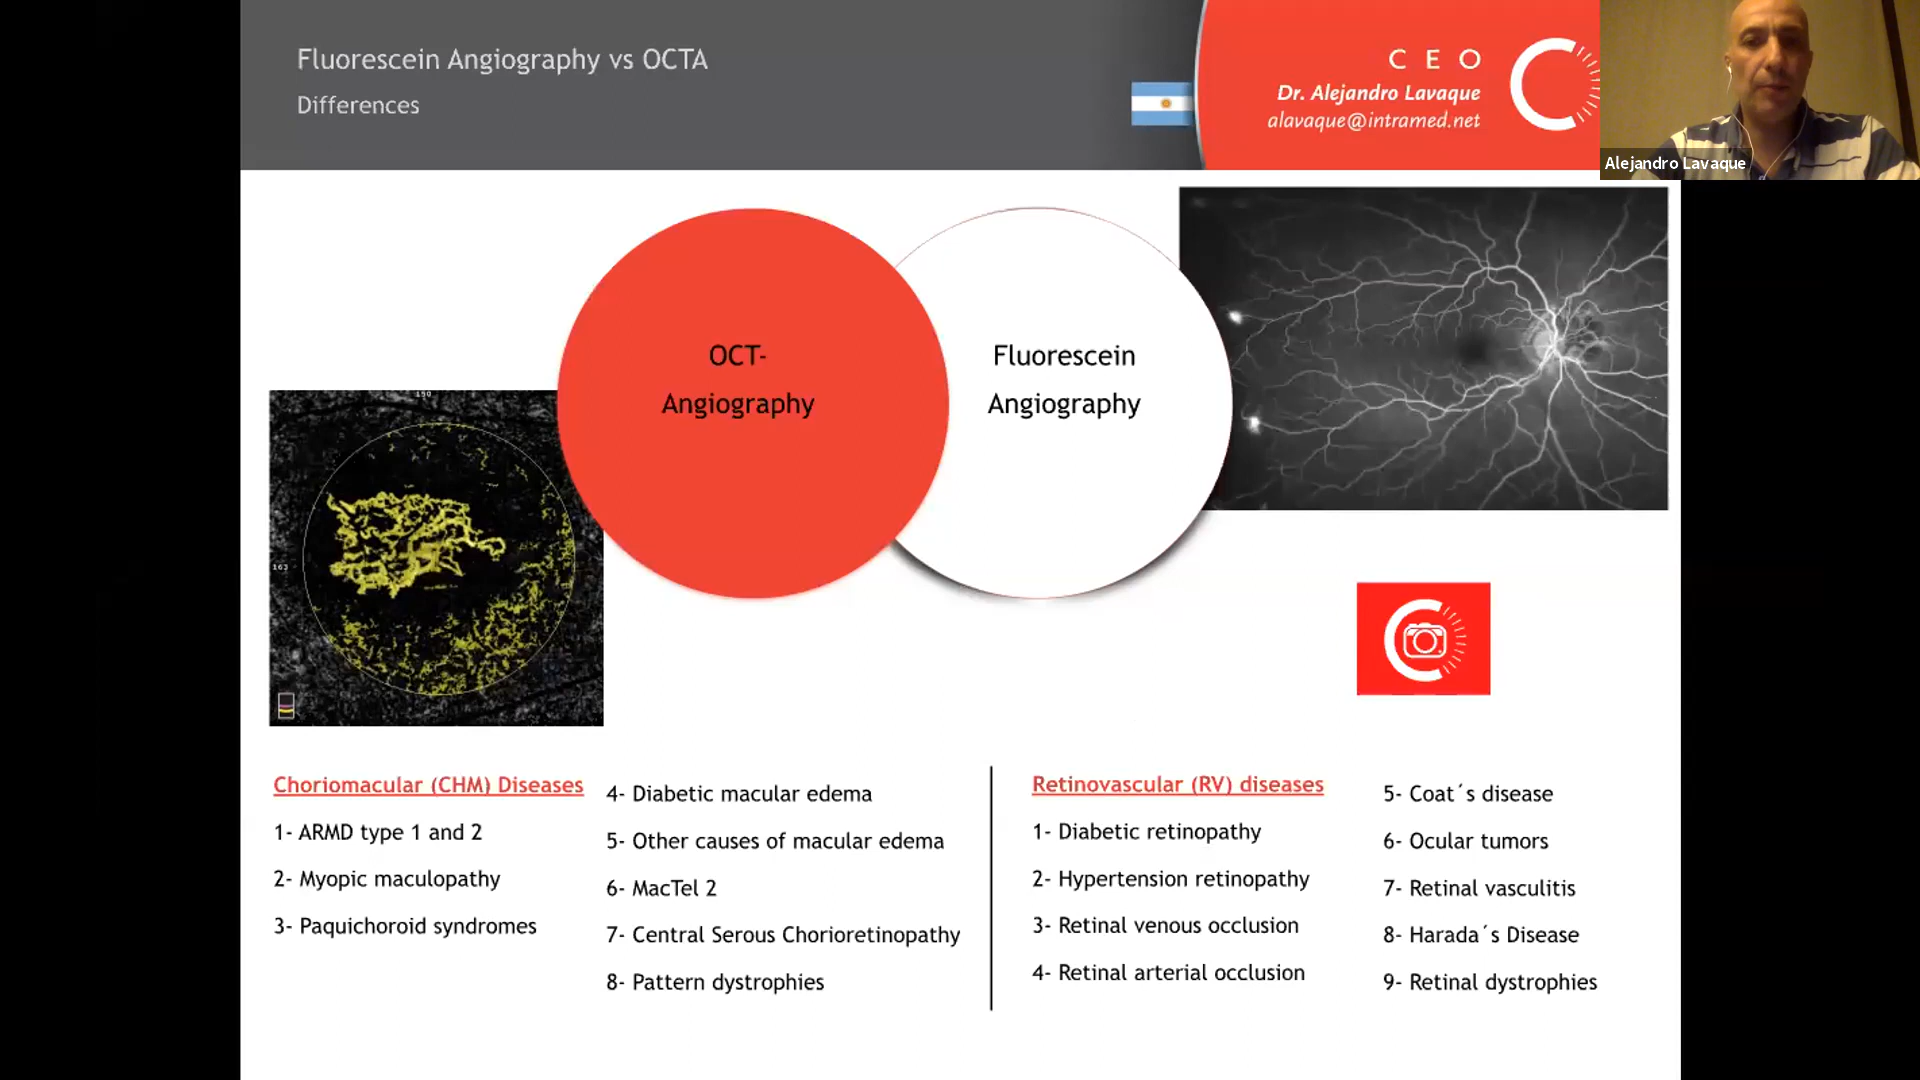 Fluorescein Angiography vs OCTA
Differences
C E O
Dr. Alejandro Lavaque
alavaque@intramed.net
Alejandro Lavaque
OCT-
Angiography
Fluorescein
Angiography
150
163
Choriomacular (CHM) Diseases
1- ARMD type 1 and 2
2- Myopic maculopathy
3- Paquichoroid syndromes
4- Diabetic macular edema
5- Other causes of macular edema
6- MacTel 2
7- Central Serous Chorioretinopathy
8- Pattern dystrophies
Retinovascular (RV) diseases
1- Diabetic retinopathy
2- Hypertension retinopathy
3- Retinal venous occlusion
4- Retinal arterial occlusion
5- Coat´s disease
6- Ocular tumors
7- Retinal vasculitis
8- Harada´s Disease
9- Retinal dystrophies